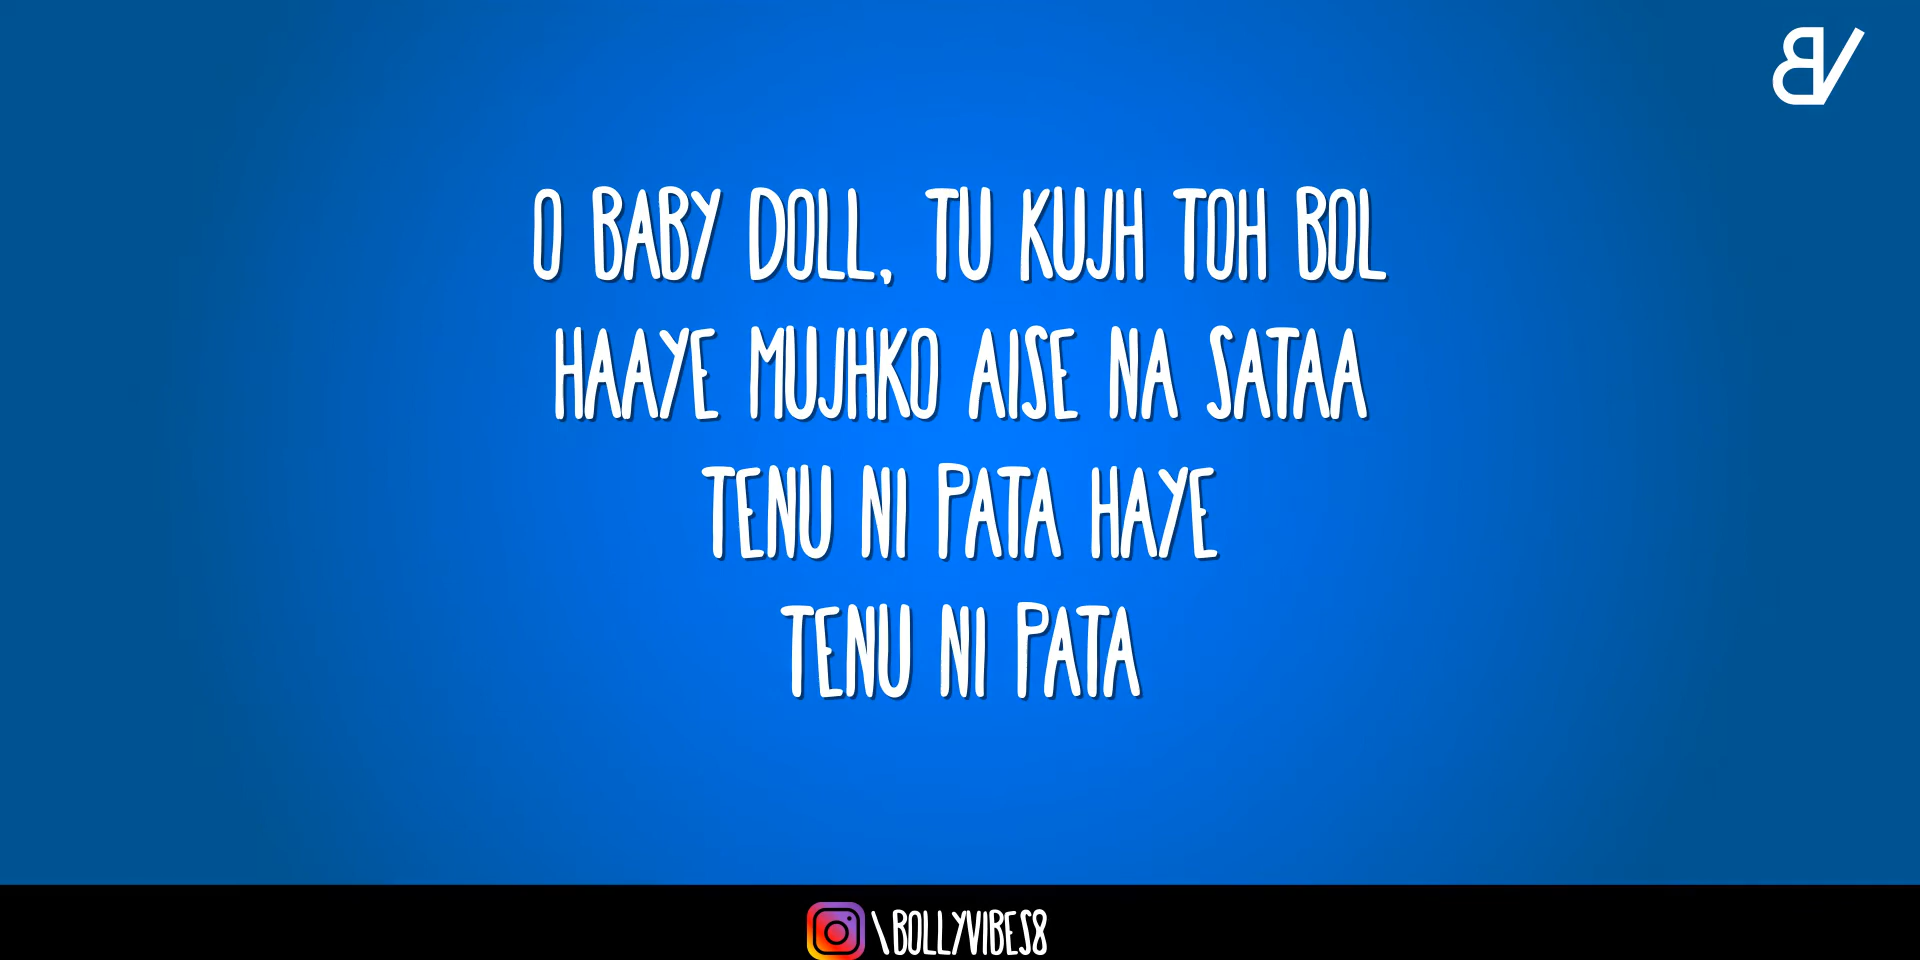 BV
O BABY DOLL, TU KUJH TOH BOL
HAAYE MUJHKO AISE NA SATAA
TENU NI PATA HAYE
TENU NI PATA
\BOLLYVIBES8